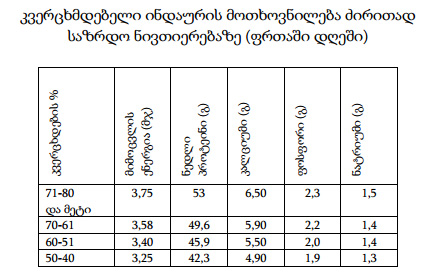 კვერცხმდებელი ინდაურის მოთხოვნილება ძირითად
საზრდო ნივთიერებაზე (ფრთაში დღეში)
კვერცხდების % მიმოცვლის ენერგია (მჯ) ნედლი პროტეინი (გ) კალციუმი (გ) ფოსფორი (გ) ნატრიუმი (გ)
71-80 და მეტი 3,75 53 6,50 2,3 1,5
70-61 3,58 49,6 5,90 2,2 1,4
60-51 3,40 45,9 5,50 2,0 1,4
50-40 3,25 42,3 4,90 1,9 1,3